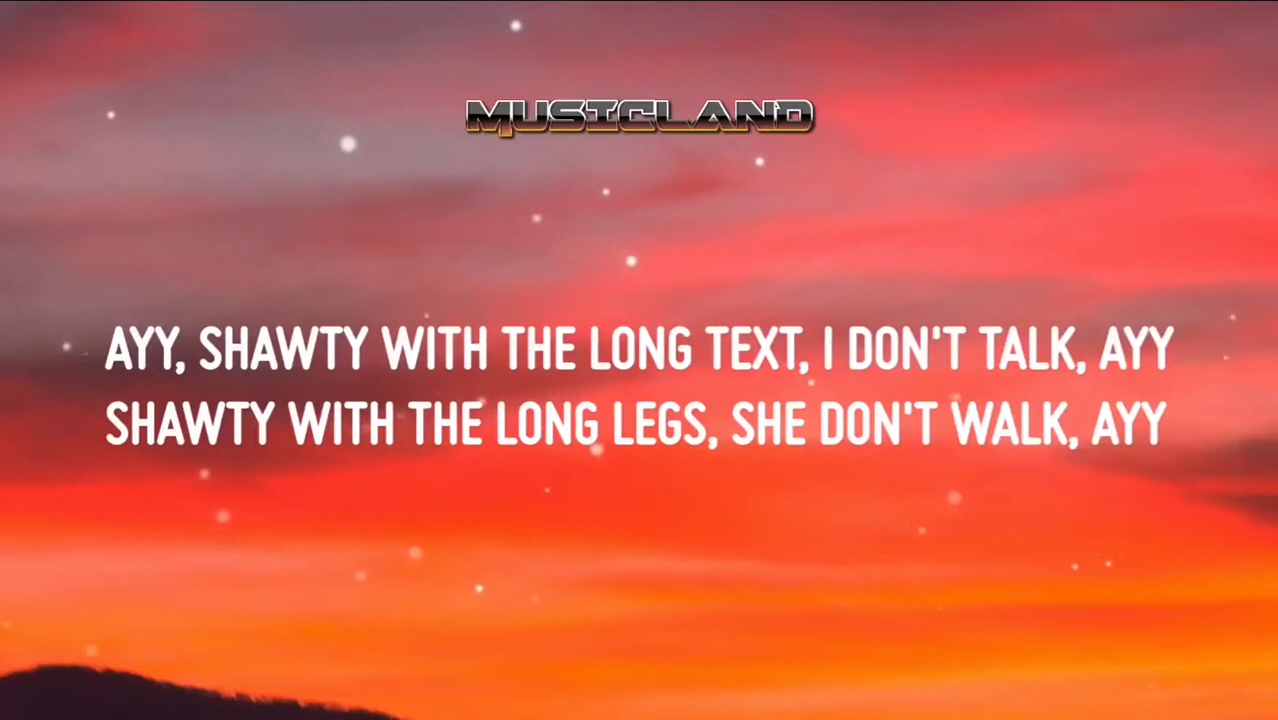 MUSICLAND
AYY, SHAWTY WITH THE LONG TEXT, I DON'T TALK, AYY
SHAWTY WITH THE LONG LEGS, SHE DON'T WALK, AYY